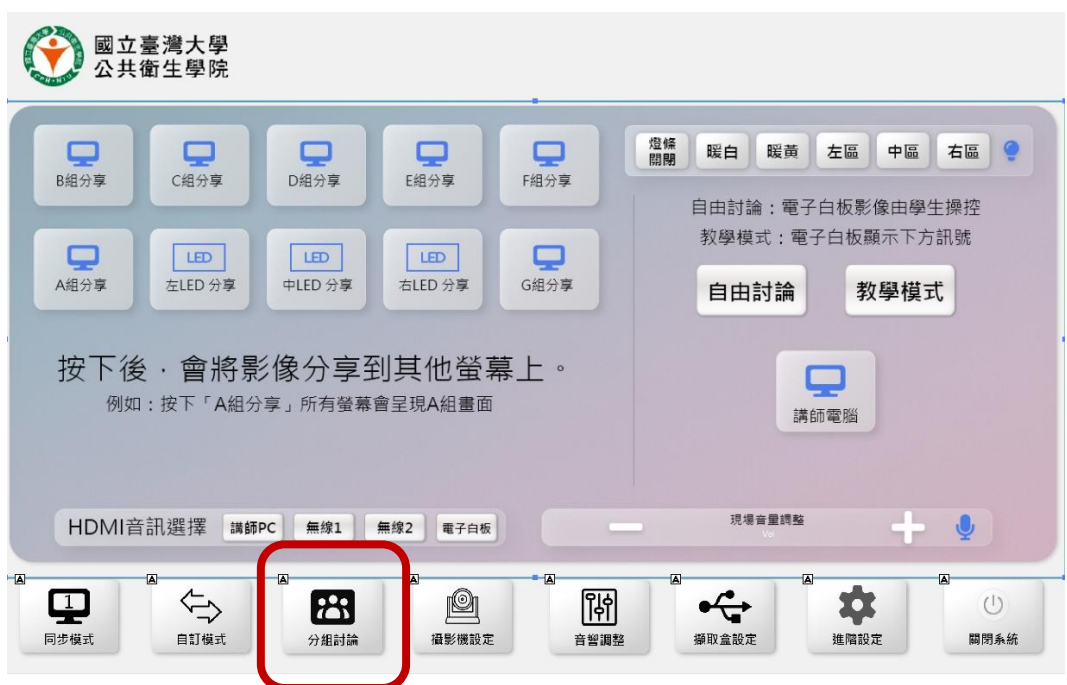 國立臺灣大學
公共衛生學院
B組分享
C組分享
D組分享
E組分享
F組分享
燈條
開關
暖白
暖黃
左區
中區
右區
自由討論：電子白板影像由學生操控
教學模式：電子白板顯示下方訊號
A組分享
LED
左LED 分享
LED
中LED 分享
LED
右LED 分享
G組分享
自由討論
教學模式
按下後，會將影像分享到其他螢幕上。
例如：按下「A組分享」所有螢幕會呈現A組畫面
講師電腦
HDMI音訊選擇
講師PC
無線1
無線2
電子白板
現場音量調整
Vol
A
A
A
A
A
A
A
A
1
同步模式
自訂模式
分組討論
攝影機設定
音響調整
擷取盒設定
進階設定
關閉系統